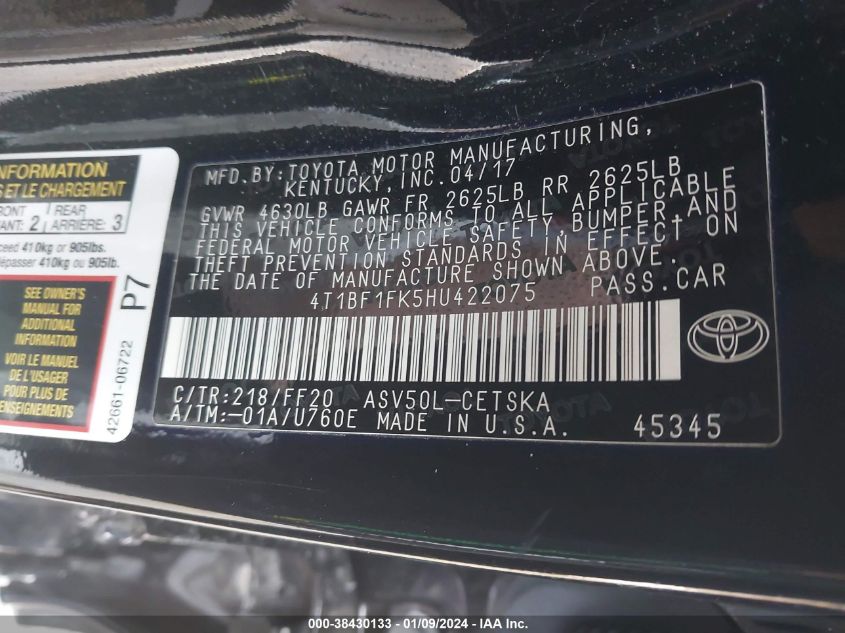 INFORMATION
S ET LE CHARGEMENT
RONT
TANT: 2
REAR
ARRIÈRE: 3
ceed 410kg or 905lbs.
dépasser 410kg ou 905lb.
SEE OWNER'S
MANUAL FOR
ADDITIONAL
INFORMATION
VOIR LE MANUEL
DE L'USAGER
POUR PLUS DE
RENSEIGNEMENTS
P7
42661-06722
MFD.BY:TOYOTA MOTOR MANUFACTURING,
KENTUCKY,INC.04/17
GVWR 4630LB GAWR FR 2625LB RR 2625LB
THIS VEHICLE CONFORMS TO ALL APPLICABLE
FEDERAL MOTOR VEHICLE SAFETY,BUMPER,AND
THEFT PREVENTION STANDARDS IN EFFECT ON
THE DATE OF MANUFACTURE SHOWN ABOVE.
4T1BF1FK5HU422075 PASS.CAR
C/TR:218/FF20 ASV50L-CETSKA
A/TM:-01A/U760E MADE IN U.S.A. 45345
000-38430133 - 01/09/2024 - IAA Inc.